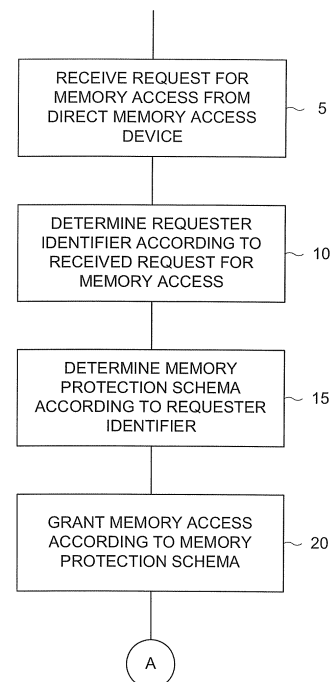 RECEIVE REQUEST FOR
MEMORY ACCESS FROM
DIRECT MEMORY ACCESS
DEVICE
5
DETERMINE REQUESTER
IDENTIFIER ACCORDING TO
RECEIVED REQUEST FOR
MEMORY ACCESS
10
DETERMINE MEMORY
PROTECTION SCHEMA
ACCORDING TO REQUESTER
IDENTIFIER
15
GRANT MEMORY ACCESS
ACCORDING TO MEMORY
PROTECTION SCHEMA
20
A